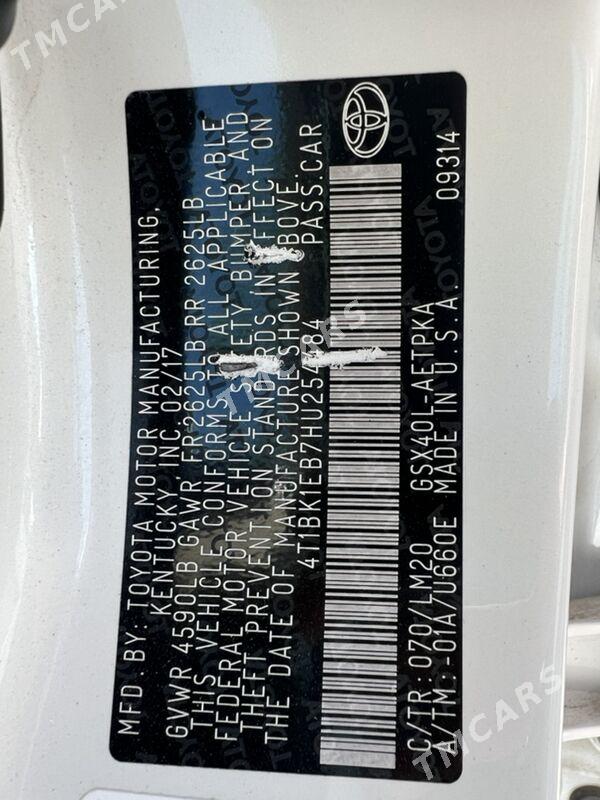 MFD.BY: TOYOTA MOTOR MANUFACTURING,
KENTUCKY INC.02/17
GVWR 4590LB GAWR FR2625LB RR 2625LB
THIS VEHICLE CONFORMS TO ALL APPLICABLE
FEDERAL MOTOR VEHICLE SAFETY BUMPER AND
THEFT PREVENTION STANDARDS IN EFFECT ON
THE DATE OF MANUFACTURE SHOWN ABOVE.
PASS.CAR
C/TR:070/LM20 GSX40L-AETPKA
A/TM:-01A/U660E MADE IN U.S.A. 09314
TMCARS
TMCARS
TMCARS